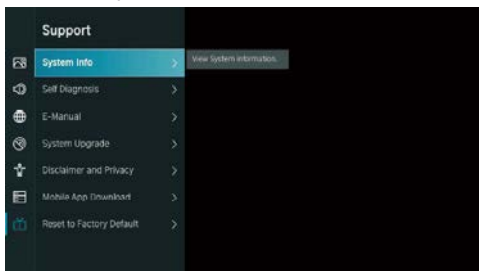 Support
System Info
View System information.
Self Diagnosis
E-Manual
System Upgrade
Disclaimer and Privacy
Mobile App Download
Reset to Factory Default